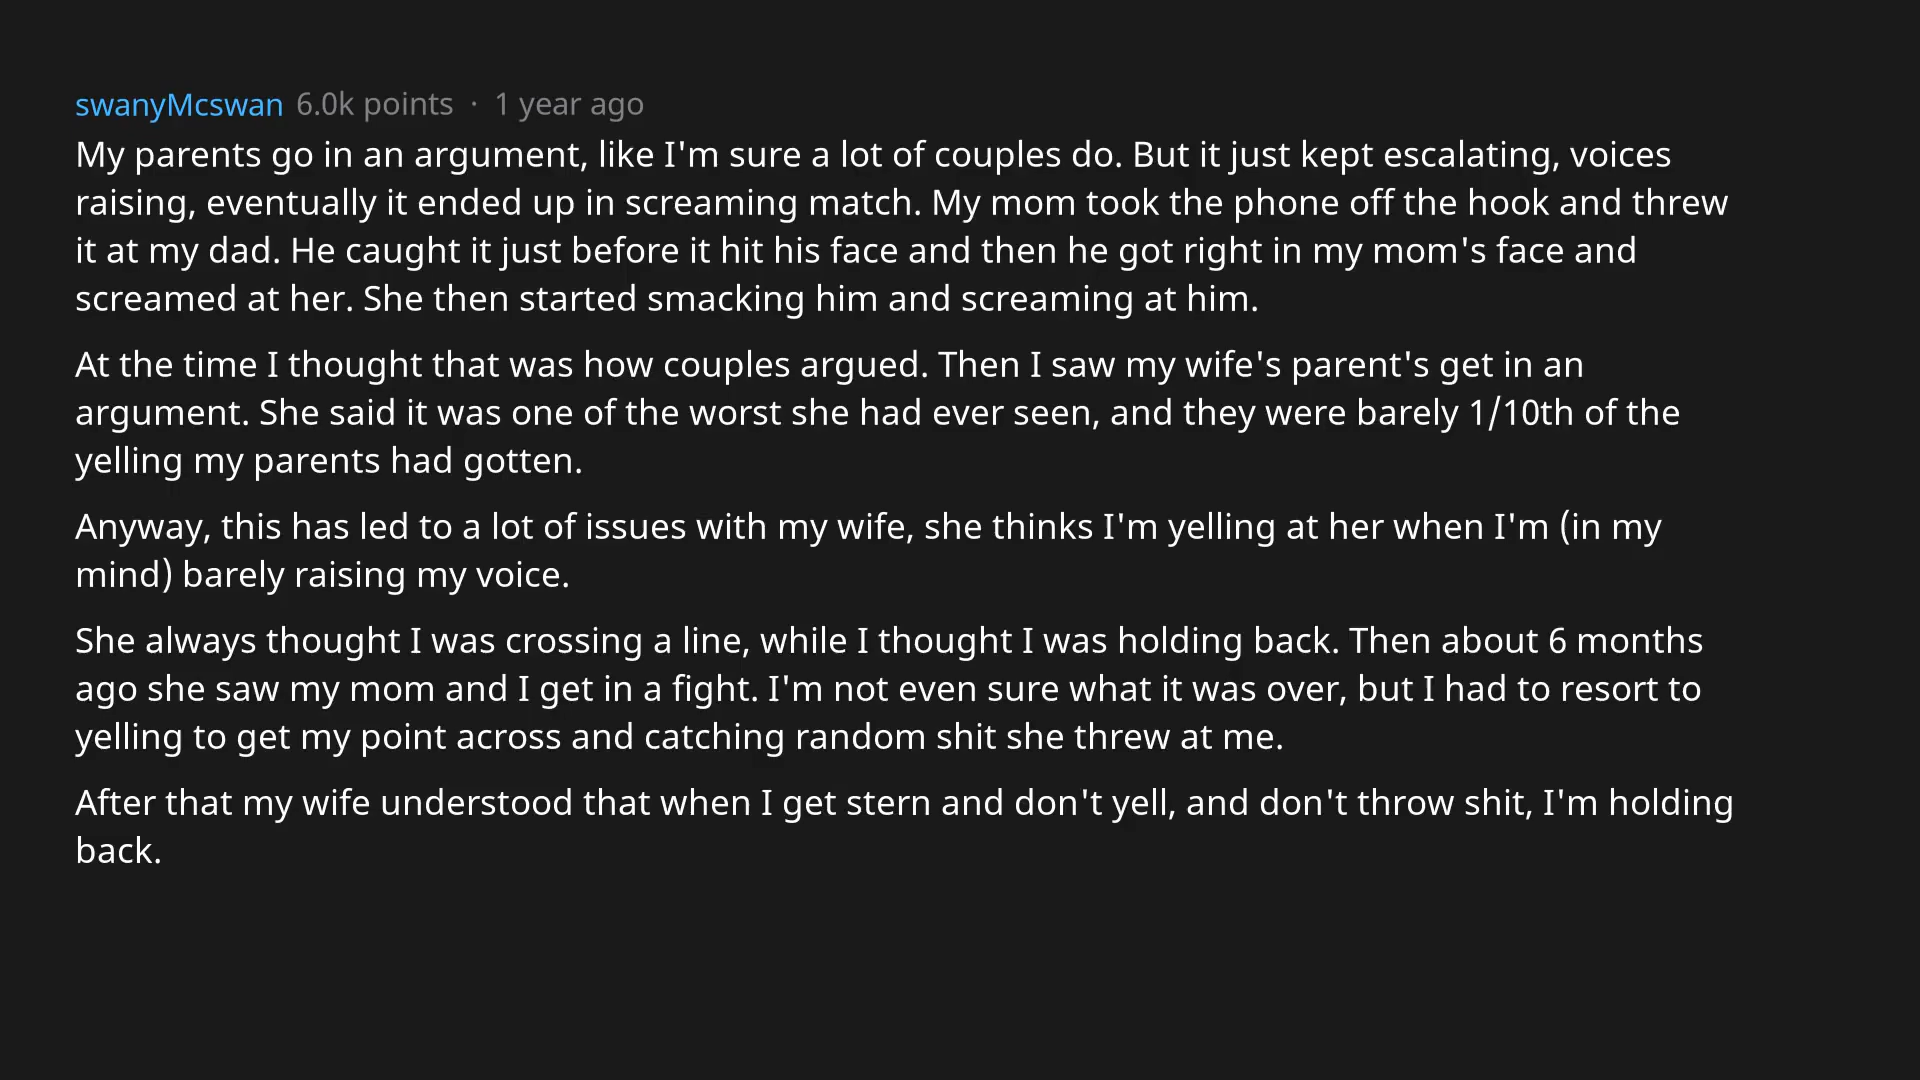 swanyMcswan 6.0k points · 1 year ago
My parents go in an argument, like I'm sure a lot of couples do. But it just kept escalating, voices
raising, eventually it ended up in screaming match. My mom took the phone off the hook and threw
it at my dad. He caught it just before it hit his face and then he got right in my mom's face and
screamed at her. She then started smacking him and screaming at him.
At the time I thought that was how couples argued. Then I saw my wife's parent's get in an
argument. She said it was one of the worst she had ever seen, and they were barely 1/10th of the
yelling my parents had gotten.
Anyway, this has led to a lot of issues with my wife, she thinks I'm yelling at her when I'm (in my
mind) barely raising my voice.
She always thought I was crossing a line, while I thought I was holding back. Then about 6 months
ago she saw my mom and I get in a fight. I'm not even sure what it was over, but I had to resort to
yelling to get my point across and catching random shit she threw at me.
After that my wife understood that when I get stern and don't yell, and don't throw shit, I'm holding
back.